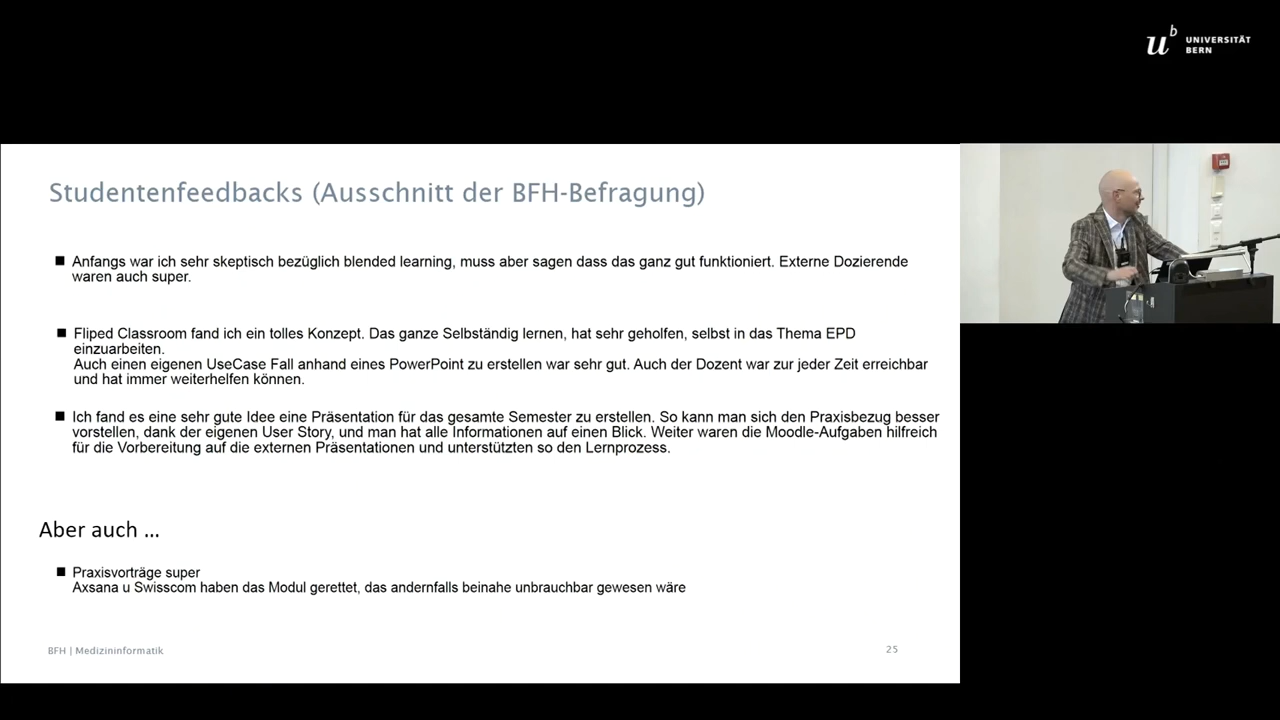 u b UNIVERSITÄT
BERN
Studentenfeedbacks (Ausschnitt der BFH-Befragung)
■ Anfangs war ich sehr skeptisch bezüglich blended learning, muss aber sagen dass das ganz gut funktioniert. Externe Dozierende
waren auch super.
■ Fliped Classroom fand ich ein tolles Konzept. Das ganze Selbständig lernen, hat sehr geholfen, selbst in das Thema EPD
einzuarbeiten.
Auch einen eigenen UseCase Fall anhand eines PowerPoint zu erstellen war sehr gut. Auch der Dozent war zur jeder Zeit erreichbar
und hat immer weiterhelfen können.
■ Ich fand es eine sehr gute Idee eine Präsentation für das gesamte Semester zu erstellen. So kann man sich den Praxisbezug besser
vorstellen, dank der eigenen User Story, und man hat alle Informationen auf einen Blick. Weiter waren die Moodle-Aufgaben hilfreich
für die Vorbereitung auf die externen Präsentationen und unterstützten so den Lernprozess.
Aber auch ...
■ Praxisvorträge super
Axsana u Swisscom haben das Modul gerettet, das andernfalls beinahe unbrauchbar gewesen wäre
BFH | Medizininformatik
25